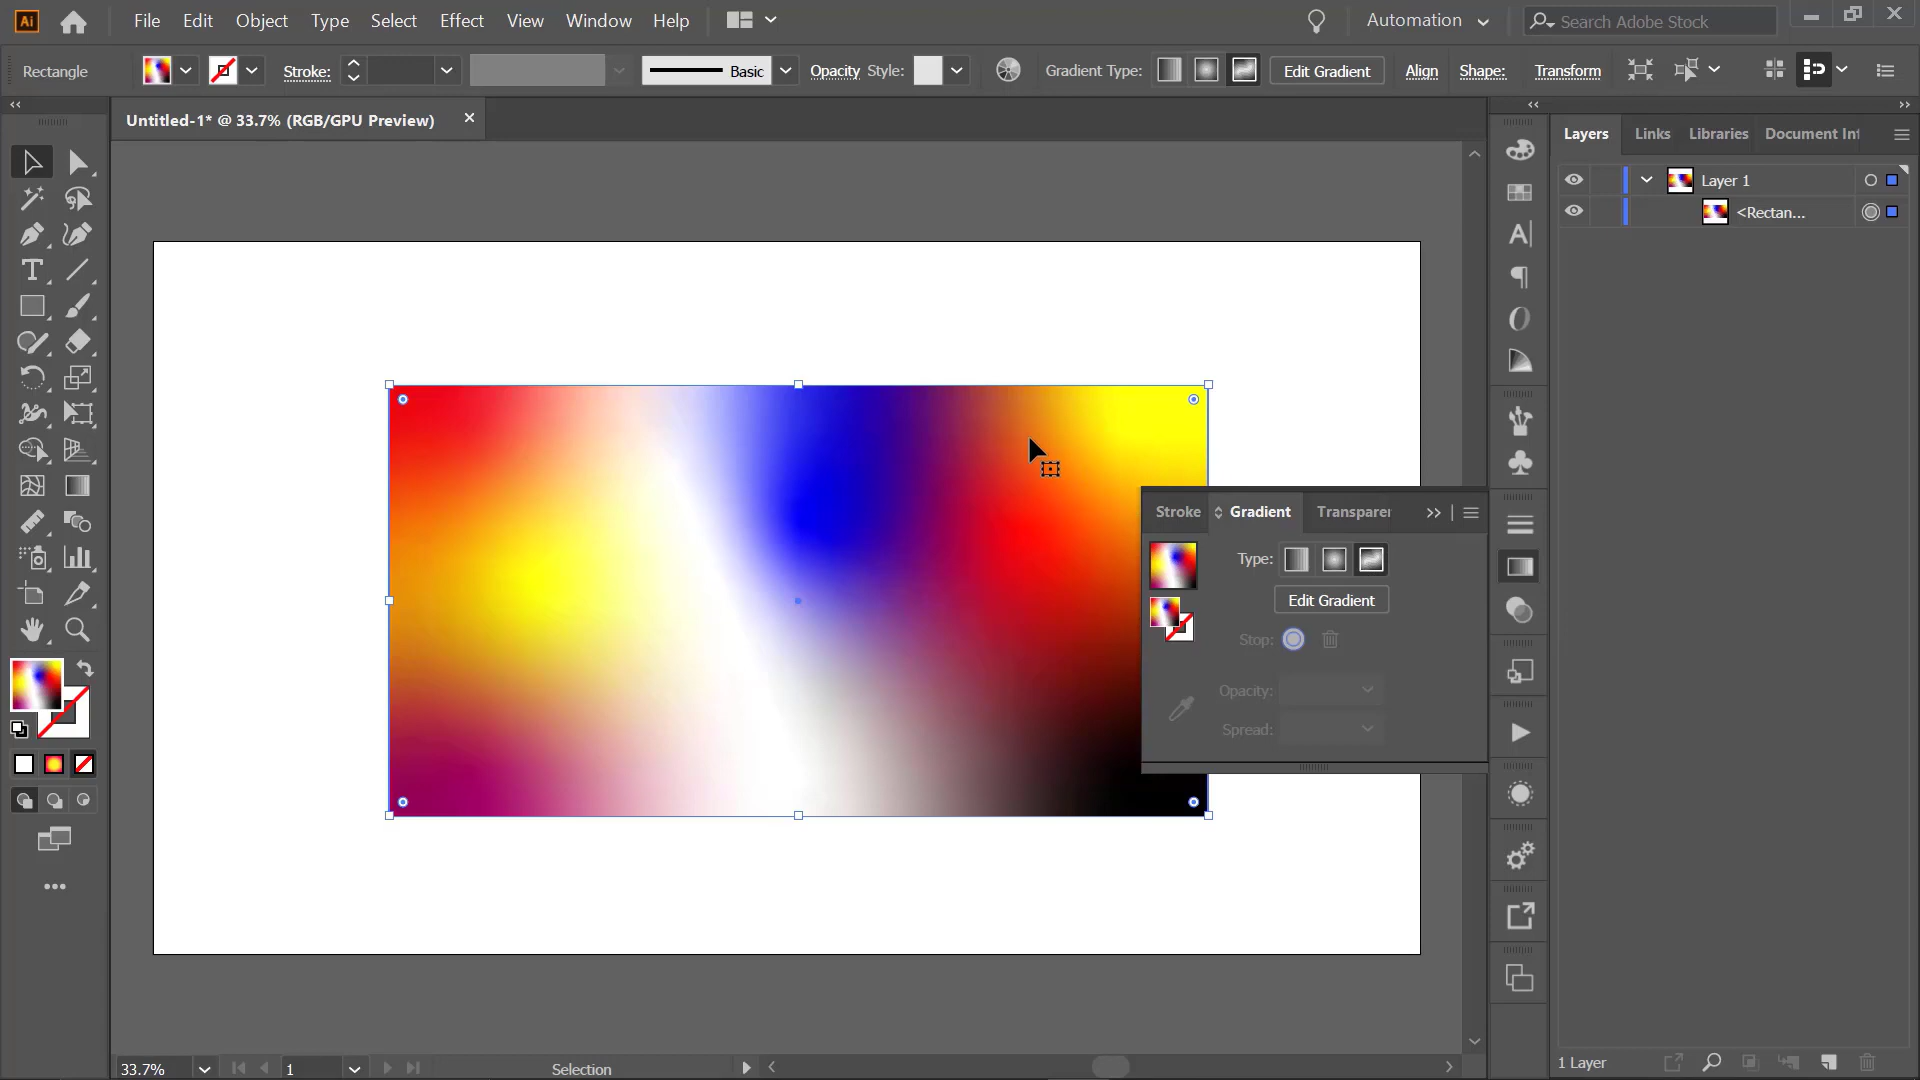 Ai
File Edit Object Type Select Effect View Window Help
Automation
Search Adobe Stock
Rectangle
Stroke:
Basic
Opacity Style:
Gradient Type:
Edit Gradient
Align
Shape:
Transform
Untitled-1* @ 33.7% (RGB/GPU Preview)
Layers Links Libraries Document Inf
Layer 1
<Rectan...
Stroke Gradient Transparer
Type:
Edit Gradient
Stop:
Opacity:
Spread:
33.7%
1
Selection
1 Layer